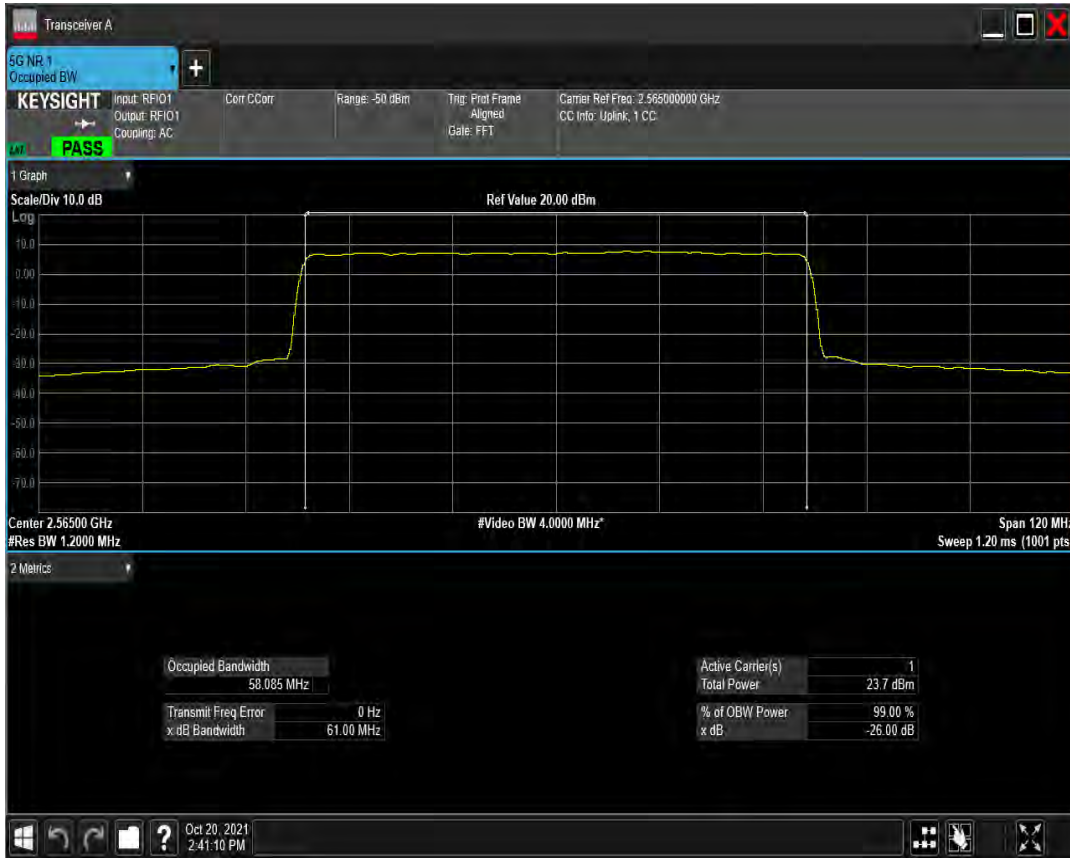 Transceiver A
5G NR 1
Occupied BW
+
KEYSIGHT
PASS
Input: RFIO1
Output: RFIO1
Coupling: AC
Corr CCorr
Range: -50 dBm
Trig: Prot Frame
Aligned
Gate: FFT
Carrier Ref Freq: 2.565000000 GHz
CC Info: Uplink, 1 CC
1 Graph
Scale/Div 10.0 dB
Ref Value 20.00 dBm
Log
10.0
0.00
-10.0
-20.0
-30.0
-40.0
-50.0
-60.0
-70.0
Center 2.56500 GHz
#Video BW 4.0000 MHz*
Span 120 MHz
#Res BW 1.2000 MHz
Sweep 1.20 ms (1001 pts
2 Metrics
Occupied Bandwidth
58.085 MHz
Transmit Freq Error 0 Hz
x dB Bandwidth 61.00 MHz
Active Carrier(s) 1
Total Power 23.7 dBm
% of OBW Power 99.00 %
x dB -26.00 dB
?
Oct 20, 2021
2:41:10 PM